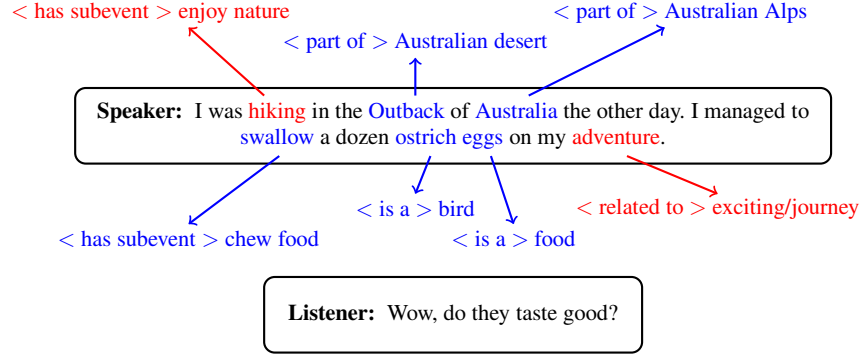 < has subevent > enjoy nature
< part of > Australian Alps
< part of > Australian desert
Speaker: I was hiking in the Outback of Australia the other day. I managed to
swallow a dozen ostrich eggs on my adventure.
< is a > bird
< related to > exciting/journey
< has subevent > chew food
< is a > food
Listener: Wow, do they taste good?